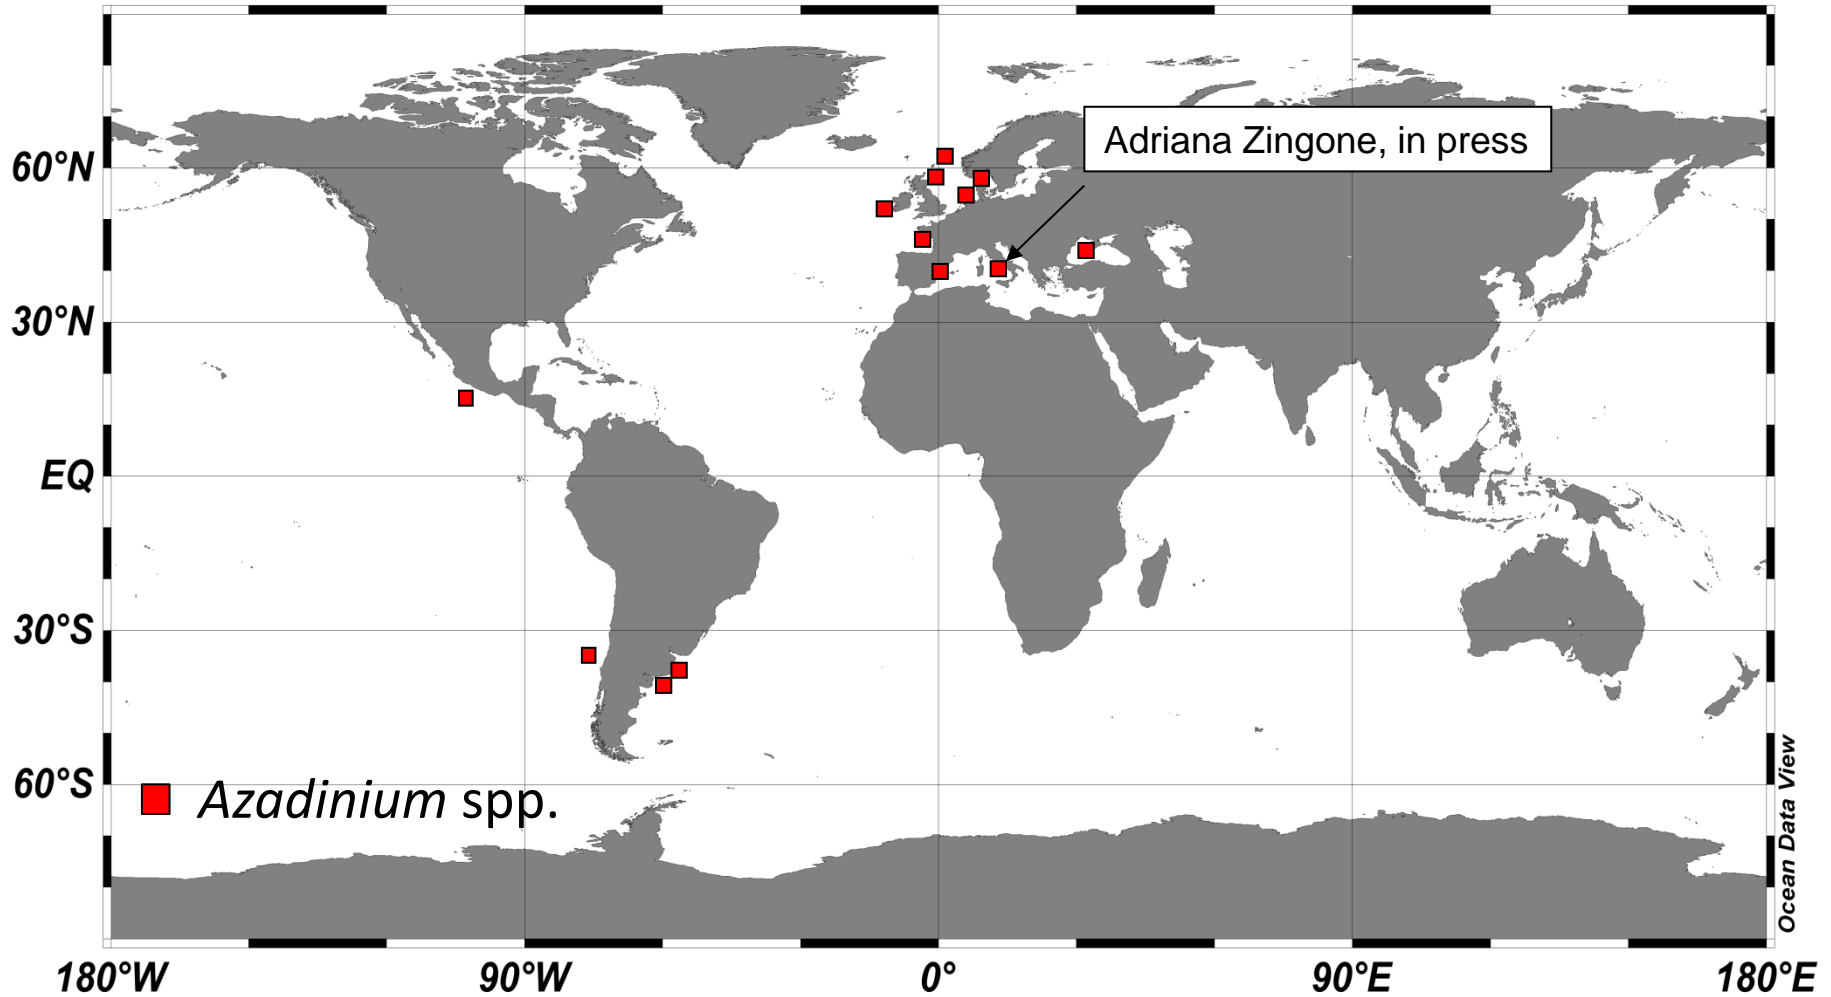 Adriana Zingone, in press
60°N
30°N
EQ
30°S
60°S
Azadinium spp.
Ocean Data View
180°W 90°W 0° 90°E 180°E